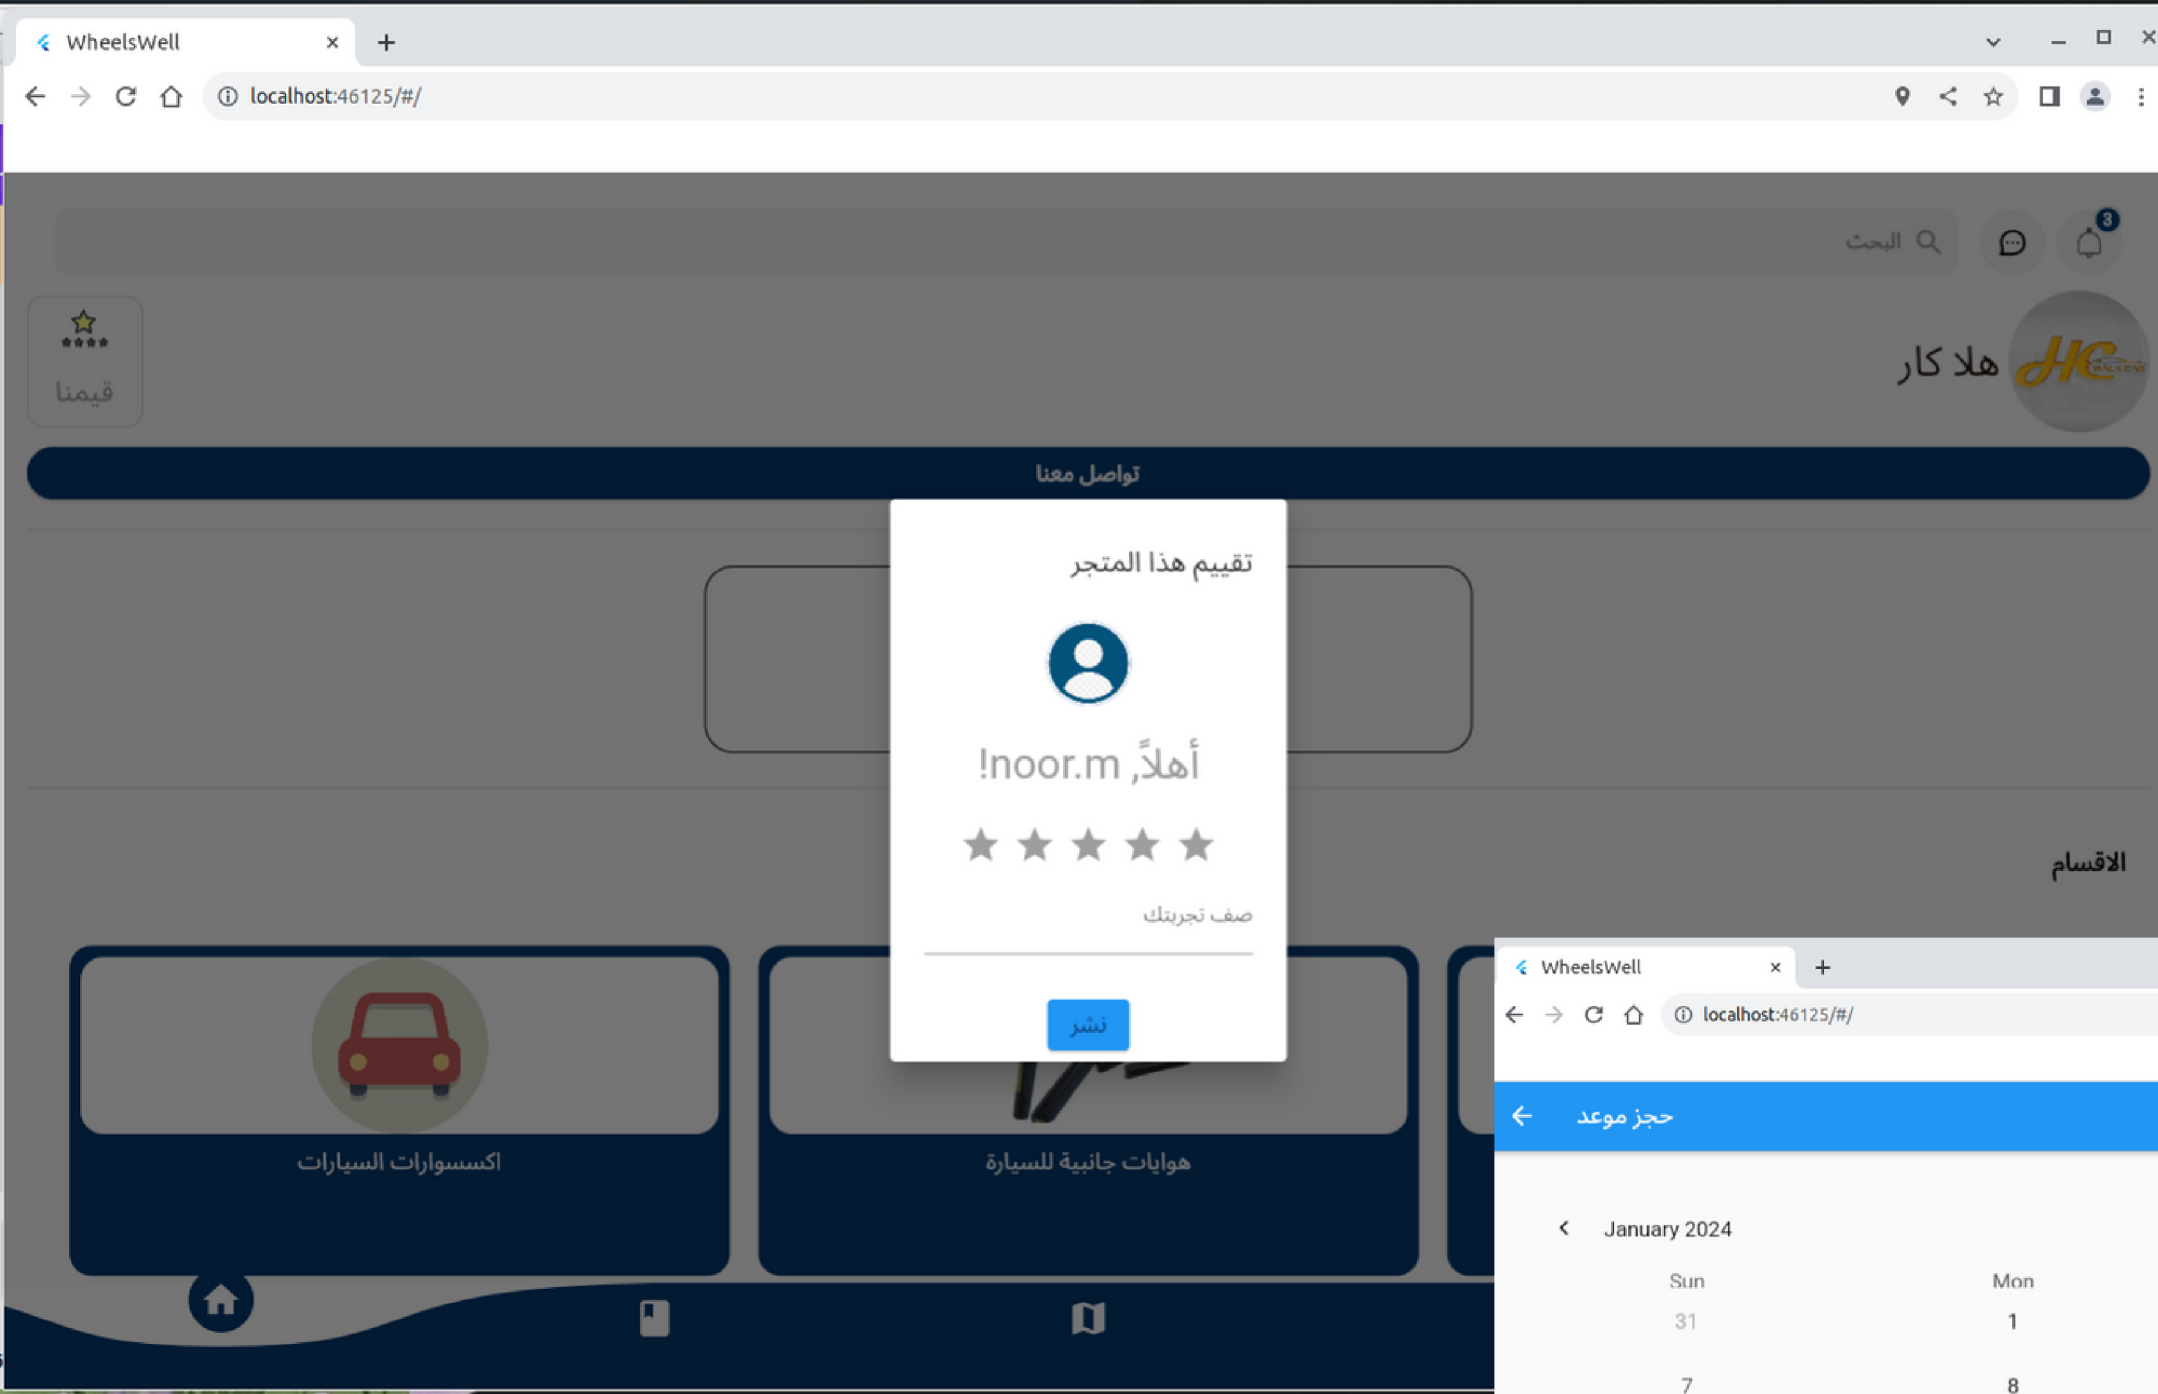 WheelsWell
localhost:46125/#/
3
البحث
هلا كار
HC
قيمنا
تواصل معنا
تقييم هذا المتجر
أهلاً, noor.m!
صف تجربتك
نشر
الاقسام
اكسسوارات السيارات
هوايات جانبية للسيارة
WheelsWell
localhost:46125/#/
حجز موعد
January 2024
Sun Mon
31 1
7 8